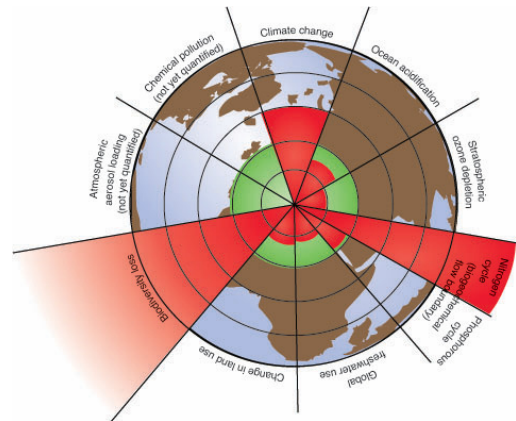 Climate change
Ocean acidification
Stratospheric
ozone depletion
Nitrogen
cycle
(biogeochemical
flow boundary)
Phosphorous
cycle
Global
freshwater use
Change in land use
Biodiversity loss
Atmospheric
aerosol loading
(not yet quantified)
Chemical pollution
(not yet quantified)